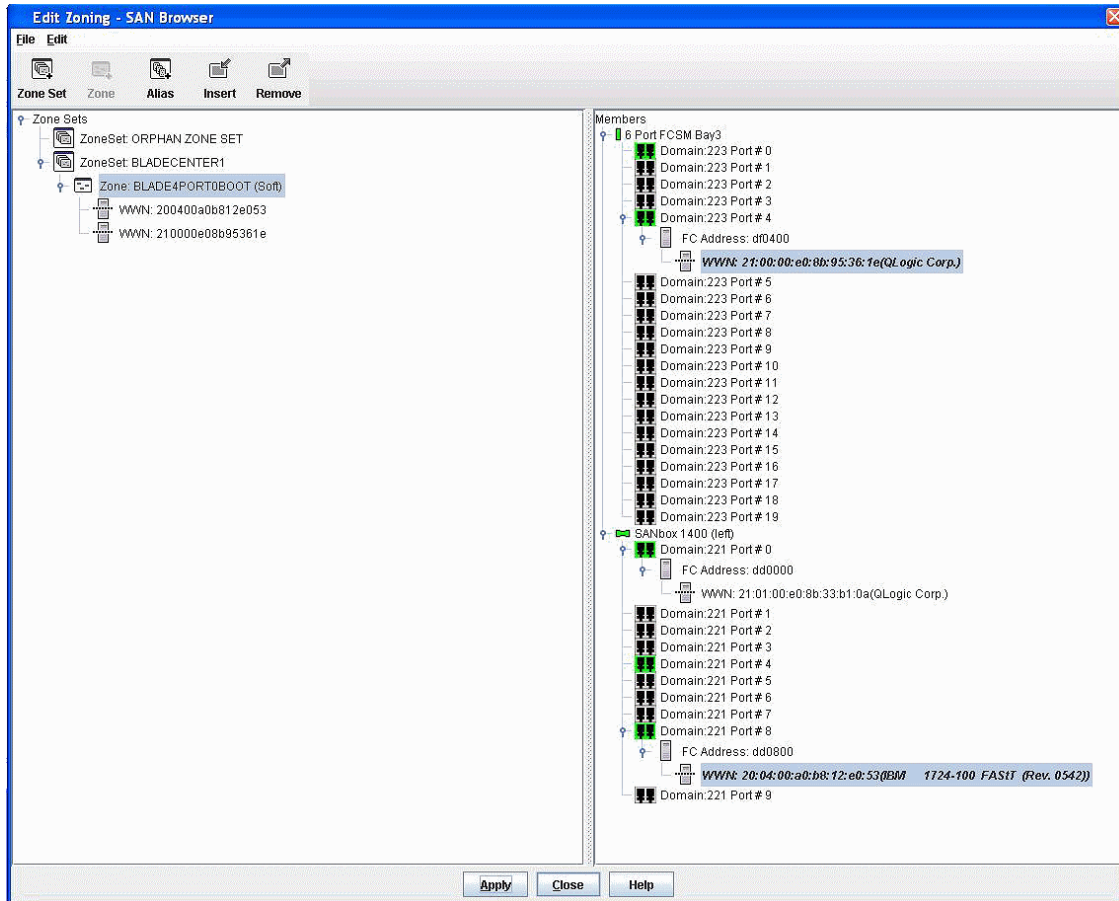 Edit Zoning - SAN Browser
File Edit
Zone Set Zone Alias Insert Remove
Zone Sets
ZoneSet: ORPHAN ZONE SET
ZoneSet: BLADECENTER1
Zone: BLADE4PORT0BOOT (Soft)
WWN: 200400a0b812e053
WWN: 210000e08b95361e
Members
6 Port FCSM Bay3
Domain:223 Port # 0
Domain:223 Port # 1
Domain:223 Port # 2
Domain:223 Port # 3
Domain:223 Port # 4
FC Address: df0400
WWN: 21:00:00:e0:8b:95:36:1e(QLogic Corp.)
Domain:223 Port # 5
Domain:223 Port # 6
Domain:223 Port # 7
Domain:223 Port # 8
Domain:223 Port # 9
Domain:223 Port # 10
Domain:223 Port # 11
Domain:223 Port # 12
Domain:223 Port # 13
Domain:223 Port # 14
Domain:223 Port # 15
Domain:223 Port # 16
Domain:223 Port # 17
Domain:223 Port # 18
Domain:223 Port # 19
SANbox 1400 (left)
Domain:221 Port # 0
FC Address: dd0000
WWN: 21:01:00:e0:8b:33:b1:0a(QLogic Corp.)
Domain:221 Port # 1
Domain:221 Port # 2
Domain:221 Port # 3
Domain:221 Port # 4
Domain:221 Port # 5
Domain:221 Port # 6
Domain:221 Port # 7
Domain:221 Port # 8
FC Address: dd0800
WWN: 20:04:00:a0:b8:12:e0:53(IBM 1724-100 FAStT (Rev. 0542))
Domain:221 Port # 9
Apply Close Help